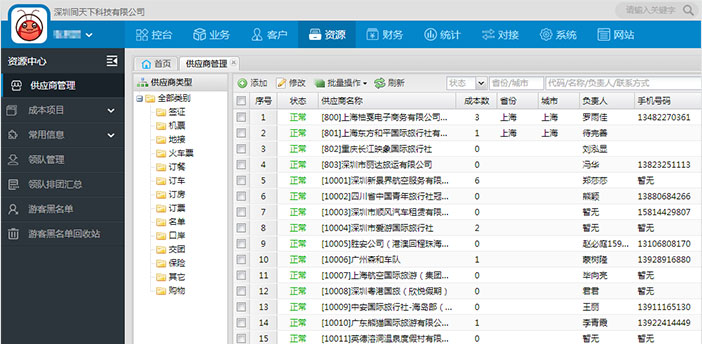 深圳同天下科技有限公司
请输入关键字
控台 业务 客户 资源 财务 统计 对接 系统 网站
资源中心
供应商管理
成本项目
常用信息
领队管理
领队排团汇总
游客黑名单
游客黑名单回收站
首页 供应商管理
供应商类型
全部类别
签证
机票
地接
火车票
订餐
订车
订房
订票
名单
口岸
交团
保险
其它
购物
添加 修改 批量操作 刷新 状态 省份/城市 代码/名称/负责人/联系方式
序号 状态 供应商名称 成本数 省份 城市 负责人 手机号码
1 正常 [800]上海柚蔻电子商务有限公司... 3 上海 上海 罗雨佳 13482270361
2 正常 [801]上海东方和平国际旅行社有... 1 上海 上海 待完善
3 正常 [802]重庆长江映象国际旅行社 0 刘泓昱
4 正常 [803]深圳市丽达旅运有限公司 0 冯华 13823251113
5 正常 [10001]深圳新景界航空服务有限... 6 郑莎莎 暂无
6 正常 [10002]四川省中国青年旅行社冠... 0 熊颖 13880684266
7 正常 [10003]深圳市顺风汽车租赁有限... 0 暂无 15814429807
8 正常 [10004]深圳市爱游国际旅行社 2 暂无 暂无
9 正常 [10005]胜安公司（港澳回程珠海... 0 赵必庭159... 13106808170
10 正常 [10006]广州森和车队 1 蒙树隆 13928916880
11 正常 [10007]上海航空国际旅游（集团... 0 毕向亮 暂无
12 正常 [10008]深圳粤港国旅（欣悦假期） 0 君君 暂无
13 正常 [10009]中安国际旅行社-海岛部（... 0 王丽 13911165130
14 正常 [10010]广东熊猫国际旅游有限公... 1 李青霞 13922414449
15 正常 [10011]英德溶洞温泉度假村有限... 0 暂无 暂无